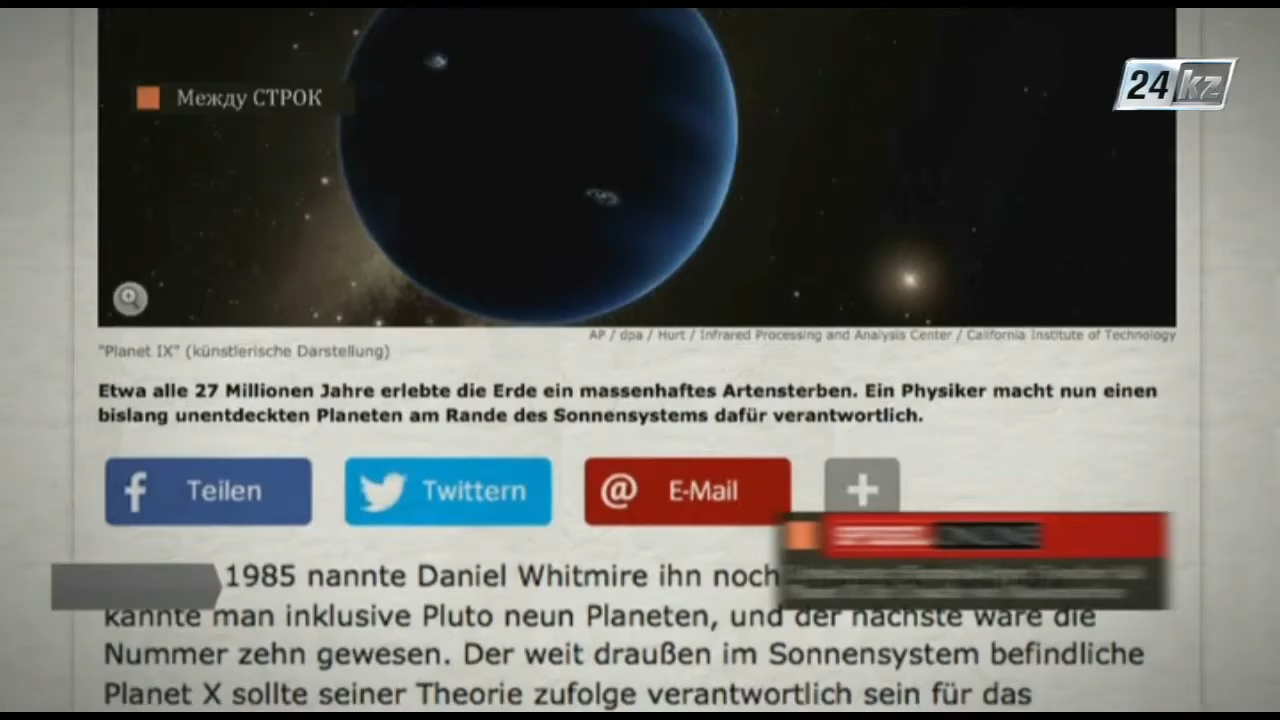 Между СТРОК
24 kz
AP / dpa / Hurt / Infrared Processing and Analysis Center / California Institute of Technology
"Planet IX" (künstlerische Darstellung)
Etwa alle 27 Millionen Jahre erlebte die Erde ein massenhaftes Artensterben. Ein Physiker macht nun einen
bislang unentdeckten Planeten am Rande des Sonnensystems dafür verantwortlich.
Teilen
Twittern
E-Mail
SPIEGEL ONLINE
1985 nannte Daniel Whitmire ihn noch
kannte man inklusive Pluto neun Planeten, und der nächste wäre die
Nummer zehn gewesen. Der weit draußen im Sonnensystem befindliche
Planet X sollte seiner Theorie zufolge verantwortlich sein für das